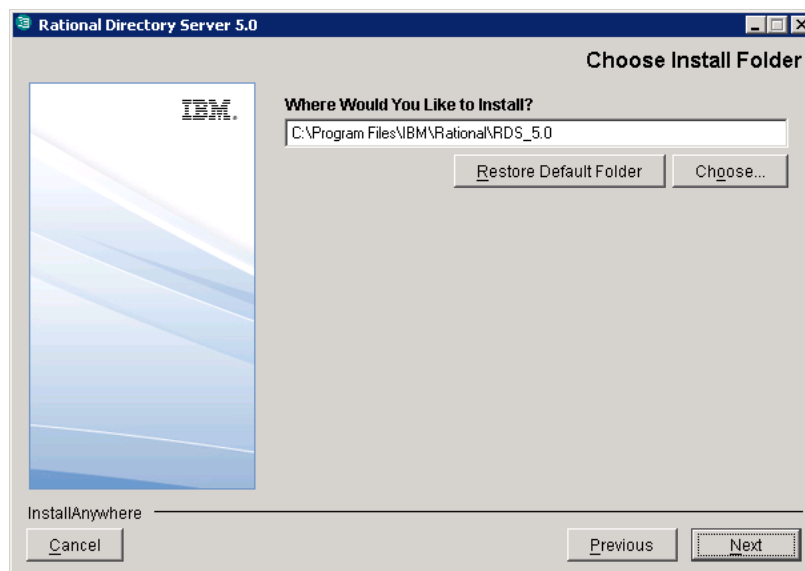 Rational Directory Server 5.0
Choose Install Folder
IBM.
Where Would You Like to Install?
C:\Program Files\IBM\Rational\RDS_5.0
Restore Default Folder
Choose...
InstallAnywhere
Cancel
Previous
Next